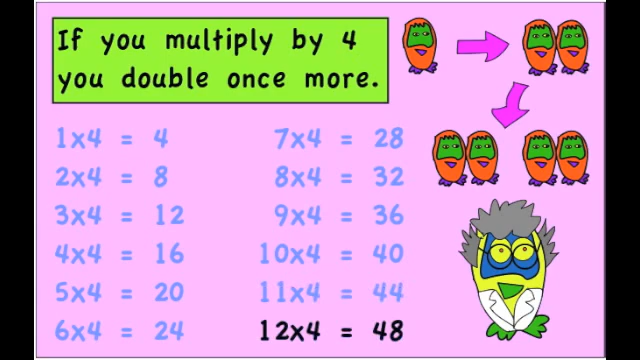 If you multiply by 4
you double once more.
1x4 = 4
2x4 = 8
3x4 = 12
4x4 = 16
5x4 = 20
6x4 = 24
7x4 = 28
8x4 = 32
9x4 = 36
10x4 = 40
11x4 = 44
12x4 = 48